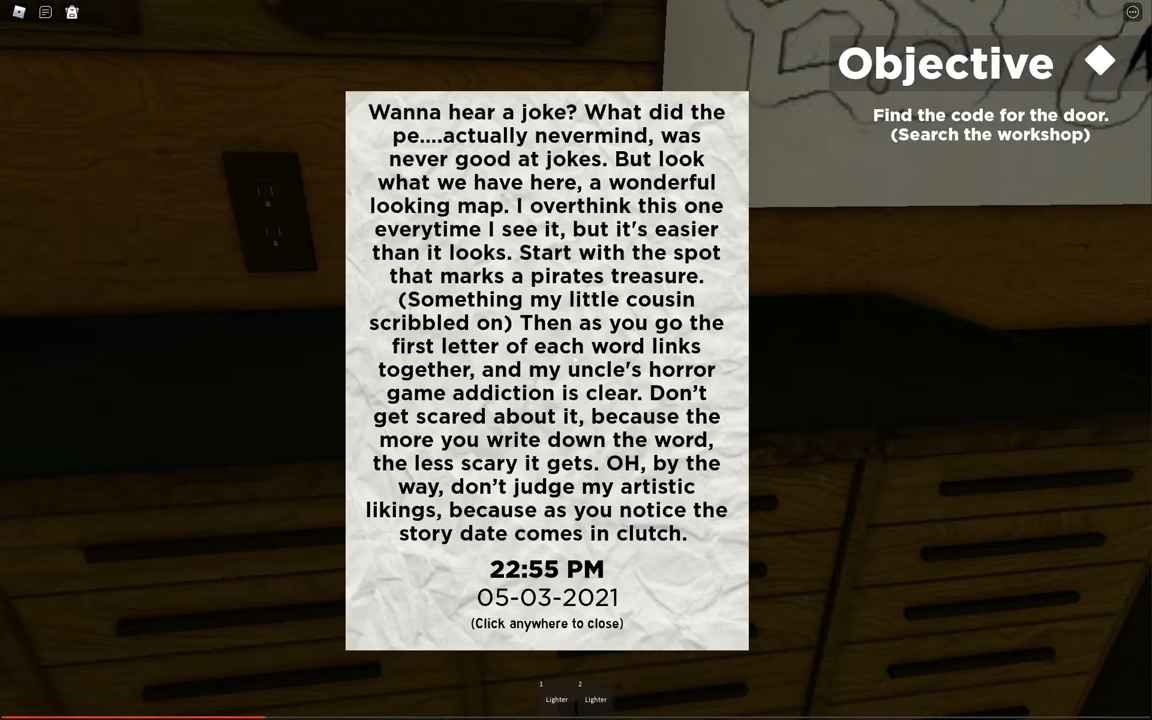 Objective
Find the code for the door.
(Search the workshop)
Wanna hear a joke? What did the
pe....actually nevermind, was
never good at jokes. But look
what we have here, a wonderful
looking map. I overthink this one
everytime I see it, but it's easier
than it looks. Start with the spot
that marks a pirates treasure.
(Something my little cousin
scribbled on) Then as you go the
first letter of each word links
together, and my uncle's horror
game addiction is clear. Don’t
get scared about it, because the
more you write down the word,
the less scary it gets. OH, by the
way, don’t judge my artistic
likings, because as you notice the
story date comes in clutch.
22:55 PM
05-03-2021
(Click anywhere to close)
1 2
Lighter Lighter